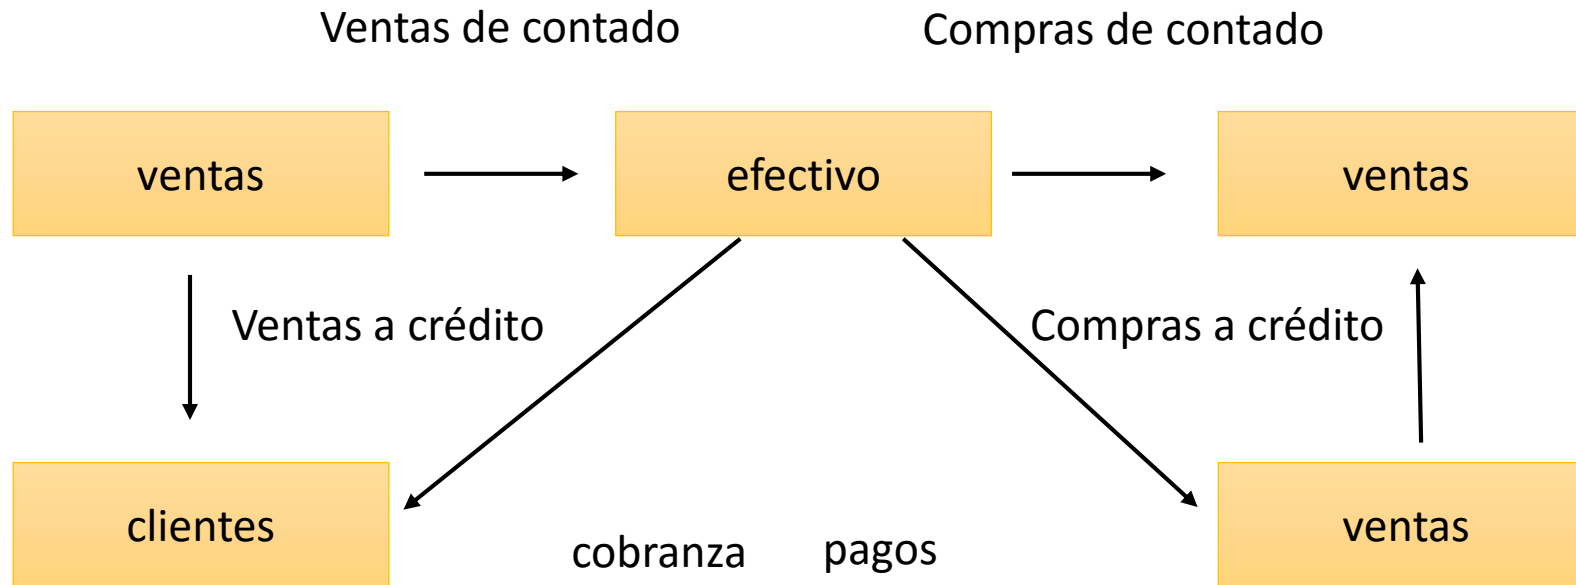 Ventas de contado
Compras de contado
ventas
efectivo
ventas
Ventas a crédito
Compras a crédito
clientes
cobranza
pagos
ventas